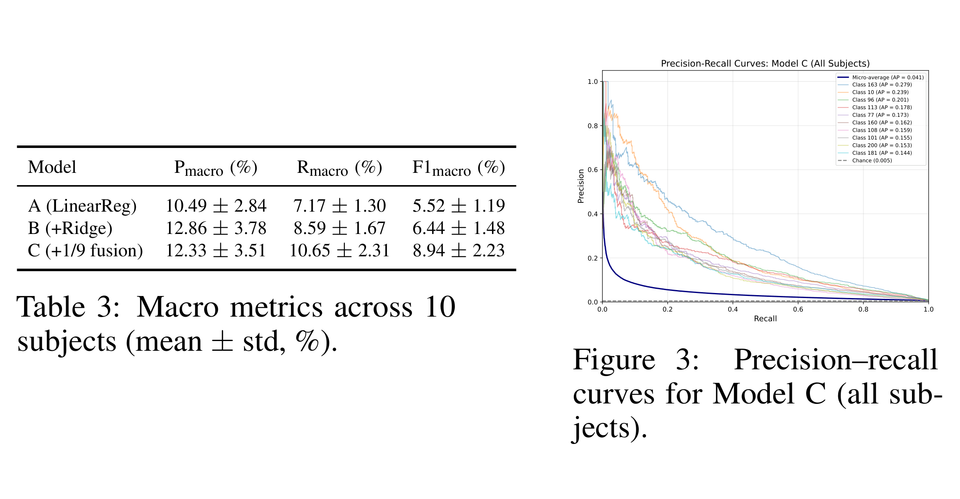 Model P_macro (%) R_macro (%) F1_macro (%)
A (LinearReg) 10.49 ± 2.84 7.17 ± 1.30 5.52 ± 1.19
B (+Ridge) 12.86 ± 3.78 8.59 ± 1.67 6.44 ± 1.48
C (+1/9 fusion) 12.33 ± 3.51 10.65 ± 2.31 8.94 ± 2.23
Table 3: Macro metrics across 10
subjects (mean ± std, %).
Precision-Recall Curves: Model C (All Subjects)
Micro-average (AP = 0.041)
Class 163 (AP = 0.279)
Class 10 (AP = 0.239)
Class 96 (AP = 0.201)
Class 113 (AP = 0.178)
Class 77 (AP = 0.173)
Class 160 (AP = 0.162)
Class 108 (AP = 0.159)
Class 101 (AP = 0.155)
Class 200 (AP = 0.153)
Class 181 (AP = 0.144)
Chance (0.005)
Precision
1.0
0.8
0.6
0.4
0.2
0.0
0.0 0.2 0.4 0.6 0.8 1.0
Recall
Figure 3: Precision–recall
curves for Model C (all sub-
jects).